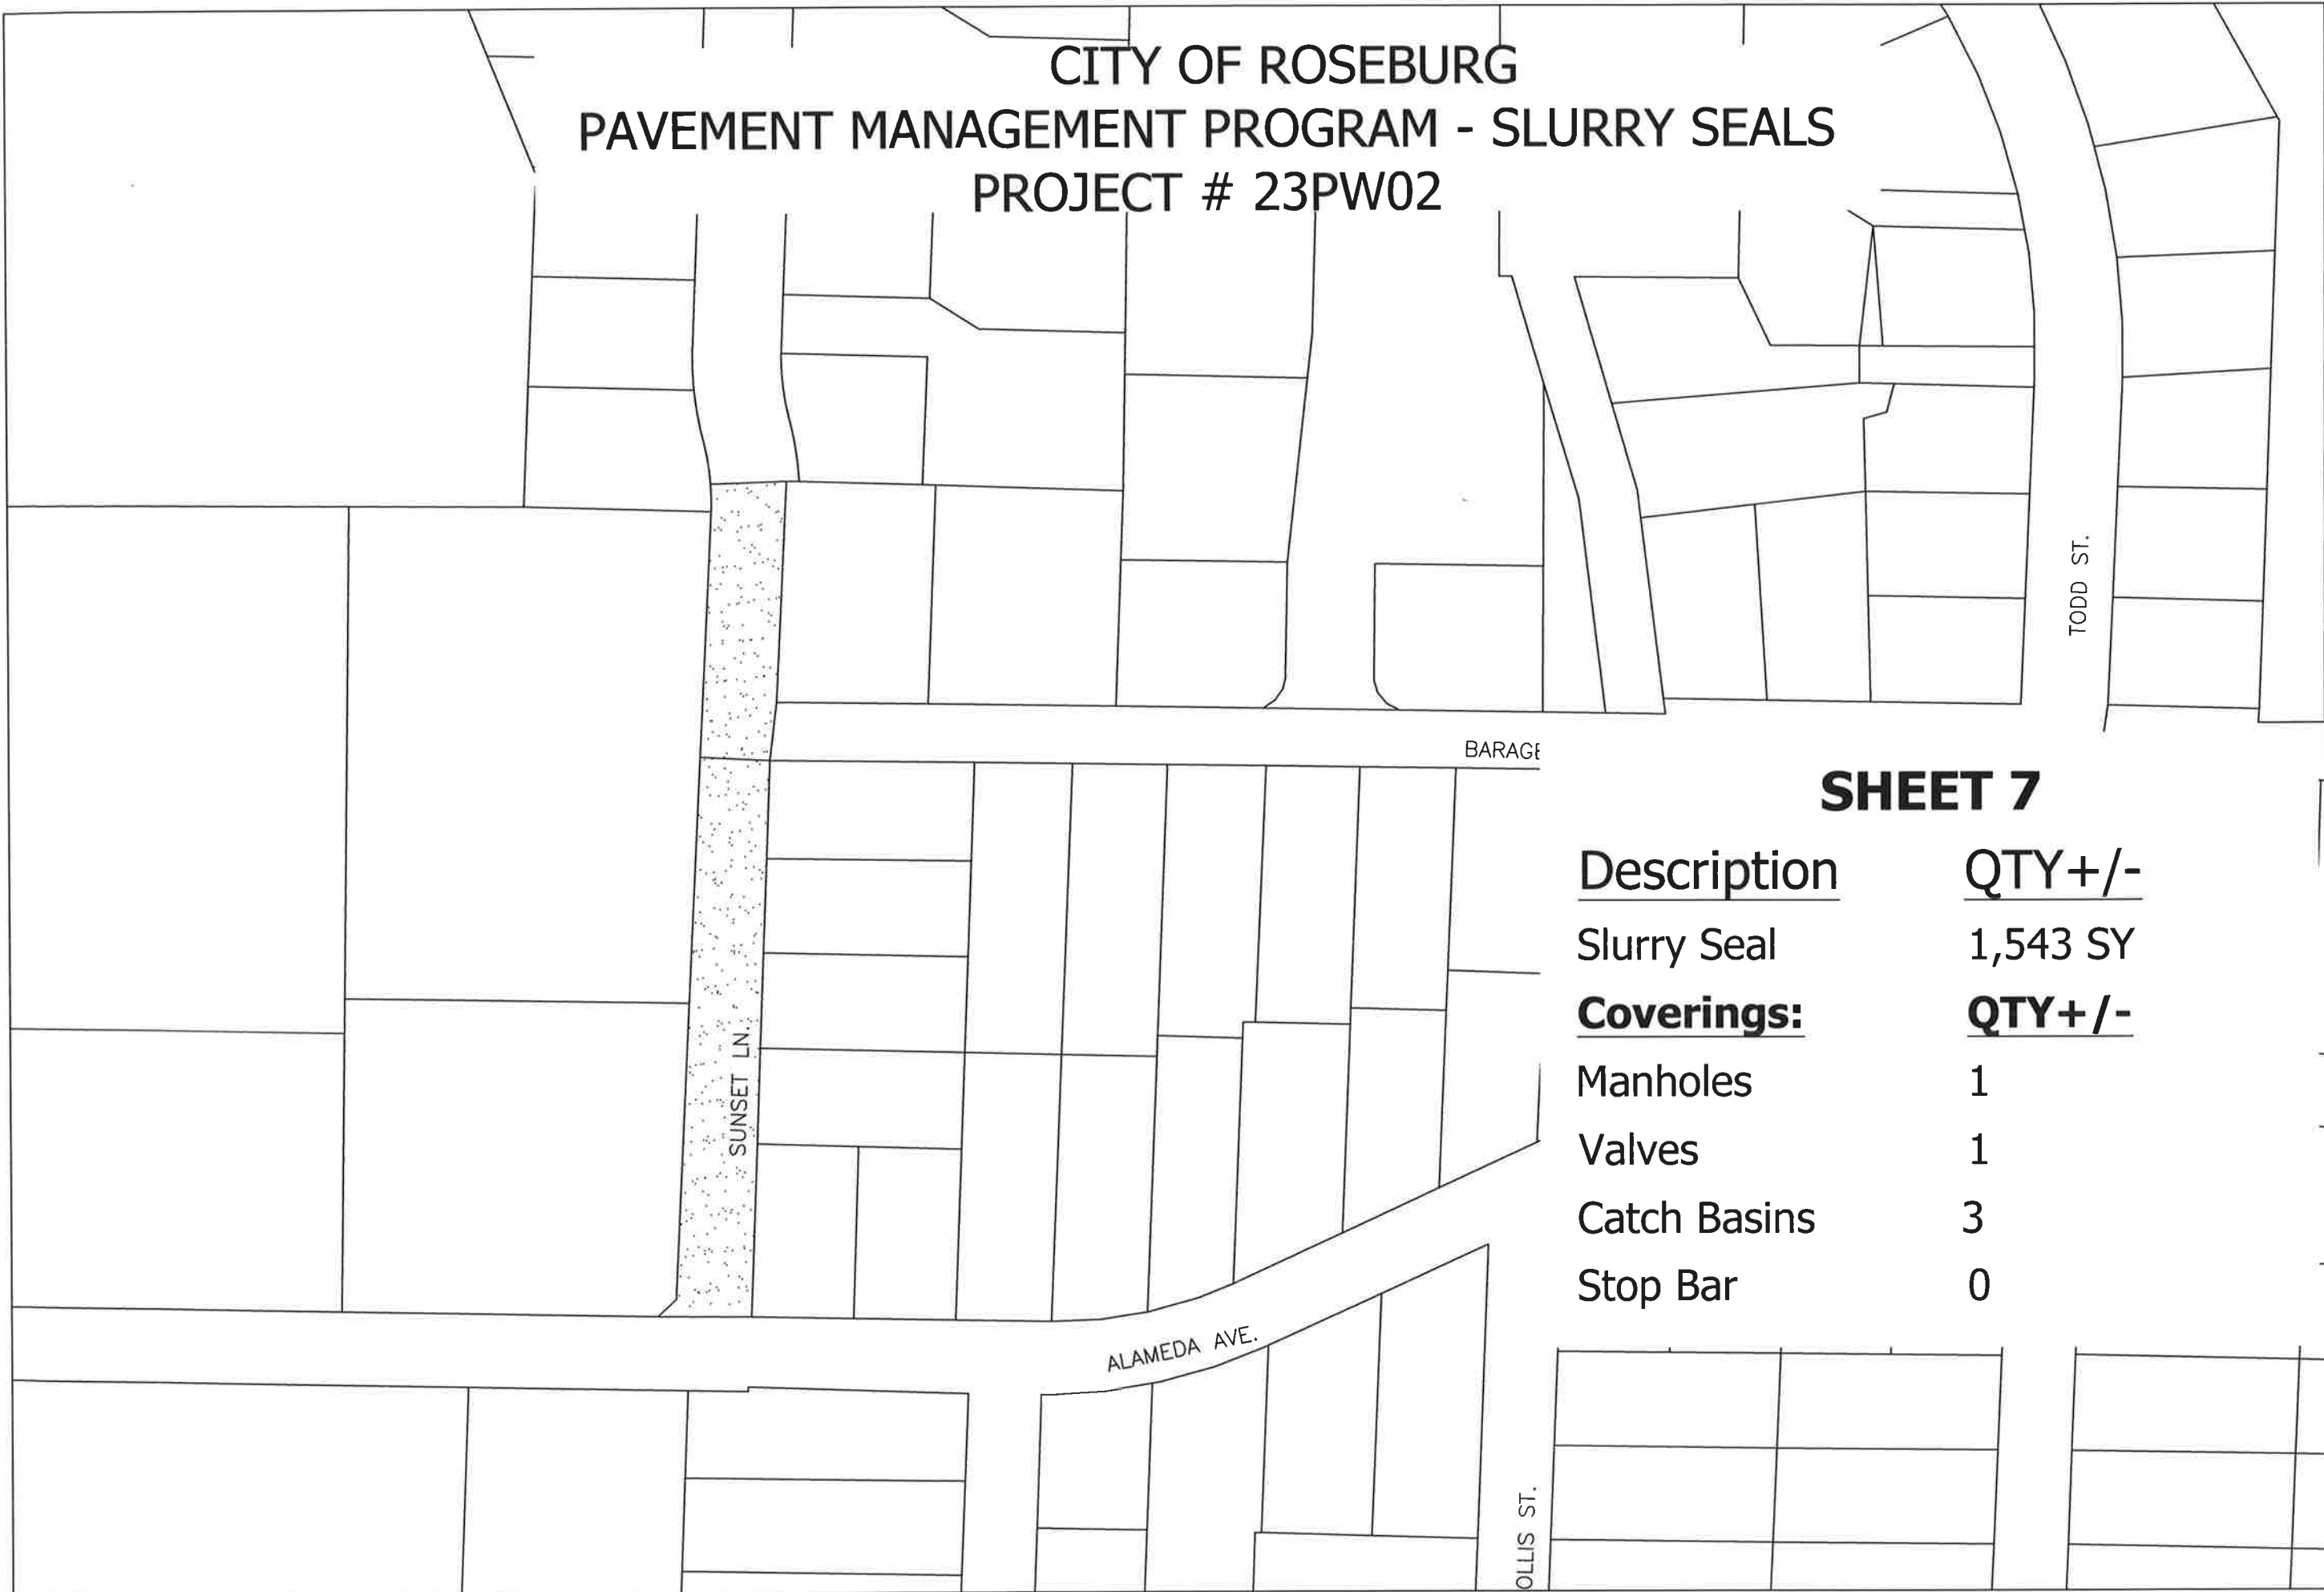 CITY OF ROSEBURG
PAVEMENT MANAGEMENT PROGRAM - SLURRY SEALS
PROJECT # 23PW02
TODD ST.
BARAGE
SHEET 7
Description QTY+/-
Slurry Seal 1,543 SY
Coverings: QTY+/-
Manholes 1
Valves 1
Catch Basins 3
Stop Bar 0
SUNSET LN.
ALAMEDA AVE.
OLLIS ST.